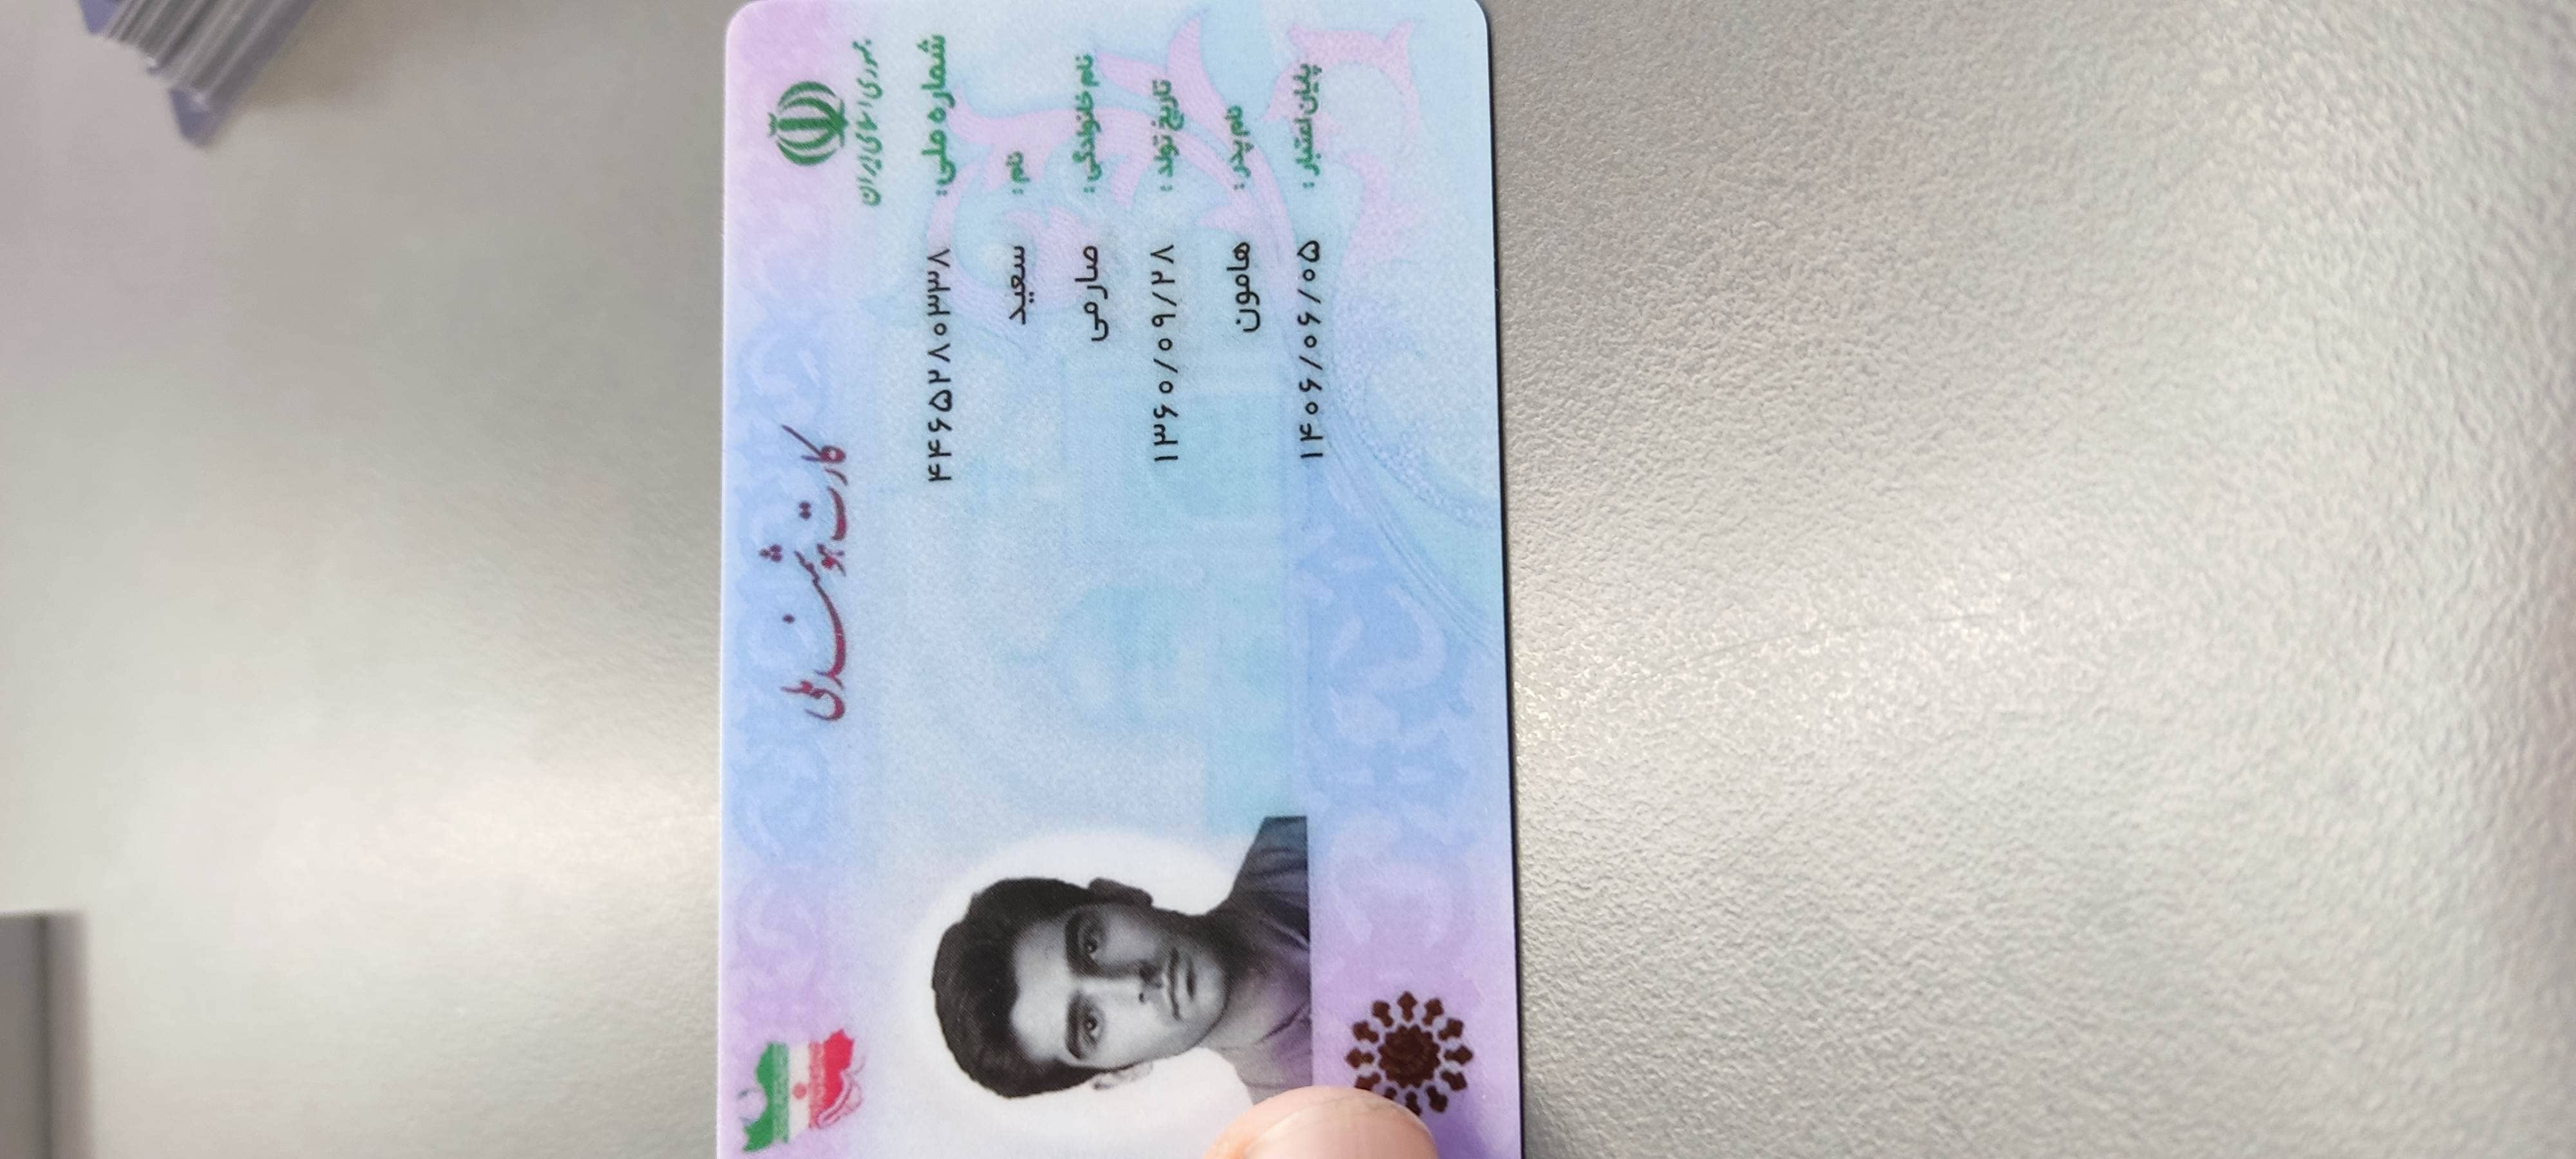 جمهوری اسلامی ایران
کارت هوشمند ملی
شماره ملی: ۴۴۶۵۲۸۰۳۳۸
نام: سعید
نام خانوادگی: صارمی
تاریخ تولد: ۱۳۶۰/۰۹/۲۸
نام پدر: هامون
پایان اعتبار: ۱۴۰۶/۰۶/۰۵